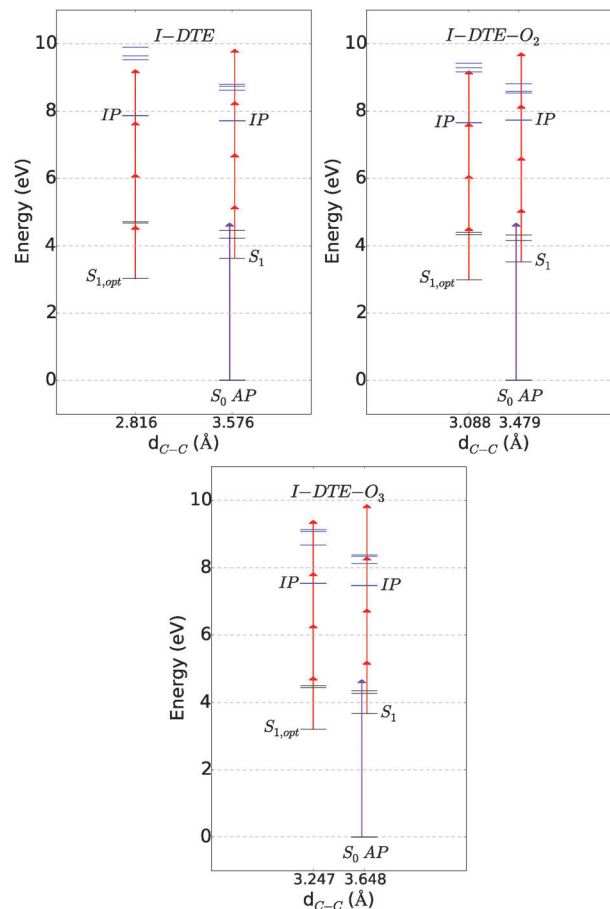 I−DTE
10
8
6
4
2
0
Energy (eV)
IP
IP
S1,opt
S1
S0 AP
2.816
3.576
dC−C (Å)
I−DTE−O2
10
8
6
4
2
0
Energy (eV)
IP
IP
S1,opt
S1
S0 AP
3.088
3.479
dC−C (Å)
I−DTE−O3
10
8
6
4
2
0
Energy (eV)
IP
IP
S1,opt
S1
S0 AP
3.247
3.648
dC−C (Å)